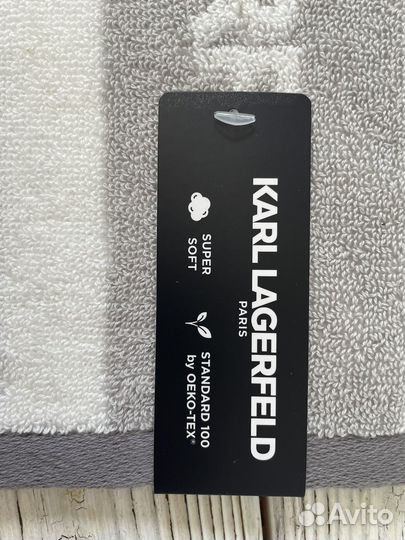 KARL LAGERFELD
PARIS
SUPER
SOFT
STANDARD 100
by OEKO-TEX®
Avito